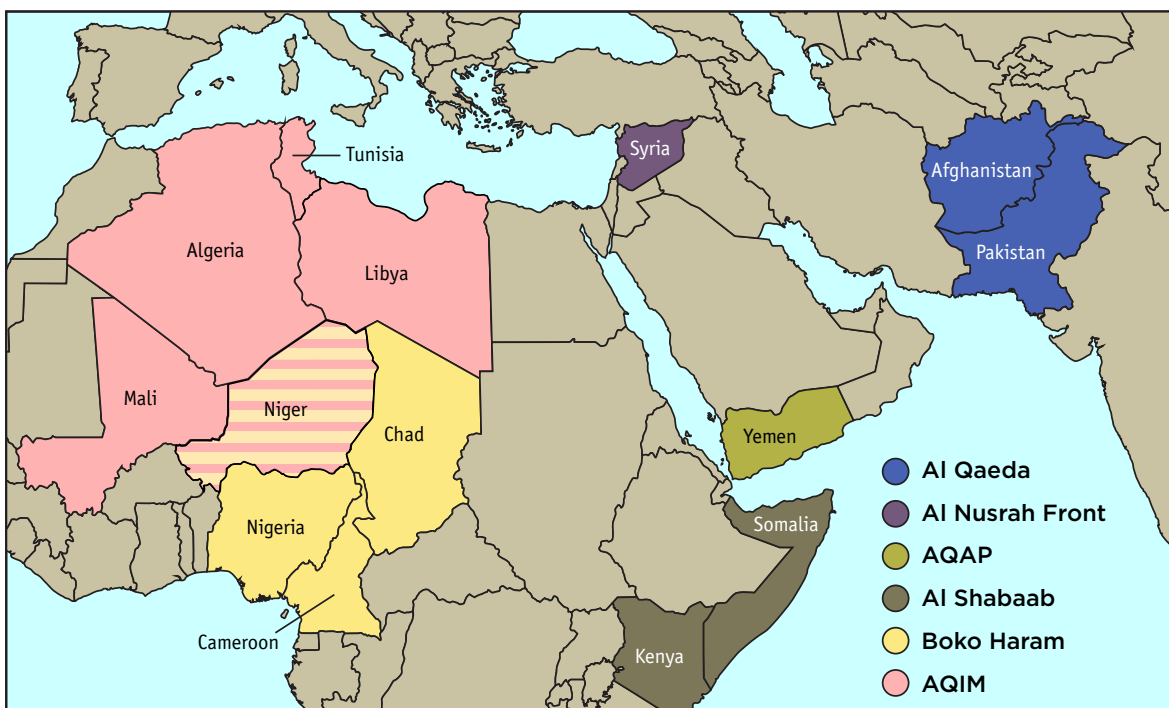 Tunisia
Syria
Afghanistan
Algeria
Pakistan
Libya
Mali
Niger
Chad
Yemen
Nigeria
Somalia
Cameroon
Kenya
Al Qaeda
Al Nusrah Front
AQAP
Al Shabaab
Boko Haram
AQIM